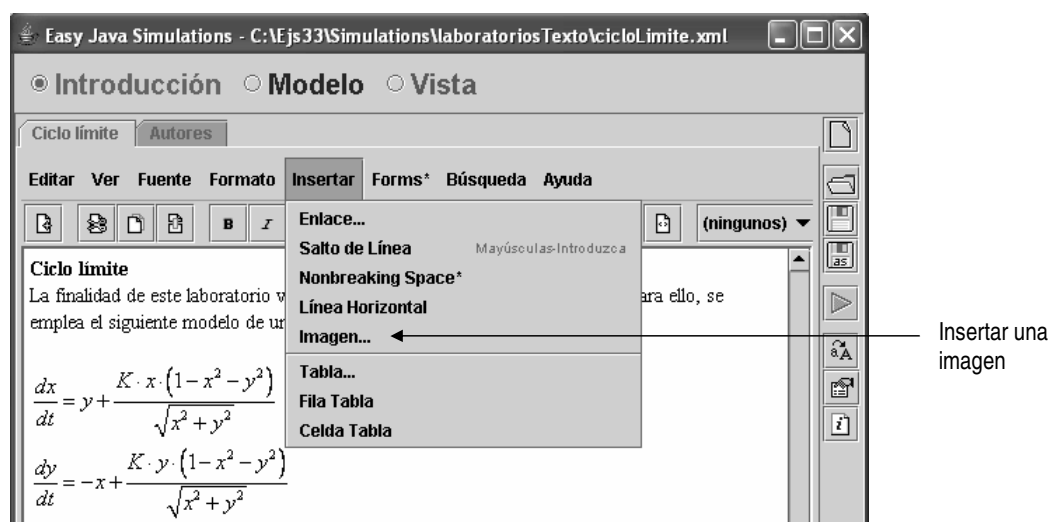 Easy Java Simulations - C:\Ejs33\Simulations\laboratoriosTexto\cicloLimite.xml
Introducción Modelo Vista
Ciclo límite Autores
Editar Ver Fuente Formato Insertar Forms* Búsqueda Ayuda
B I (ningunos)
Enlace...
Salto de Línea Mayúsculas-Introduzca
Nonbreaking Space*
Línea Horizontal
Imagen...
Tabla...
Fila Tabla
Celda Tabla
as
aA
i
Ciclo límite
La finalidad de este laboratorio v ara ello, se
emplea el siguiente modelo de un
dx/dt = y + K · x · (1 − x² − y²) / √(x² + y²)
dy/dt = −x + K · y · (1 − x² − y²) / √(x² + y²)
Insertar una
imagen